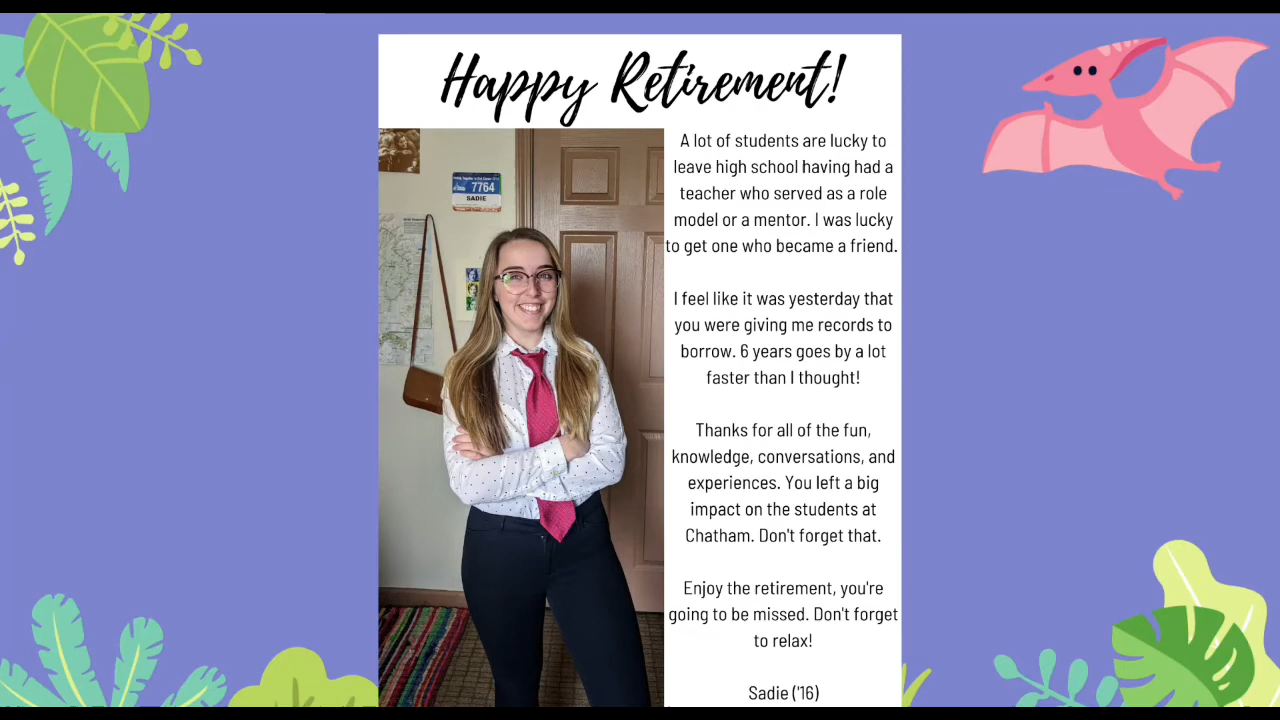 Happy Retirement!
7764
SADIE
A lot of students are lucky to
leave high school having had a
teacher who served as a role
model or a mentor. I was lucky
to get one who became a friend.
I feel like it was yesterday that
you were giving me records to
borrow. 6 years goes by a lot
faster than I thought!
Thanks for all of the fun,
knowledge, conversations, and
experiences. You left a big
impact on the students at
Chatham. Don't forget that.
Enjoy the retirement, you're
going to be missed. Don't forget
to relax!
Sadie ('16)